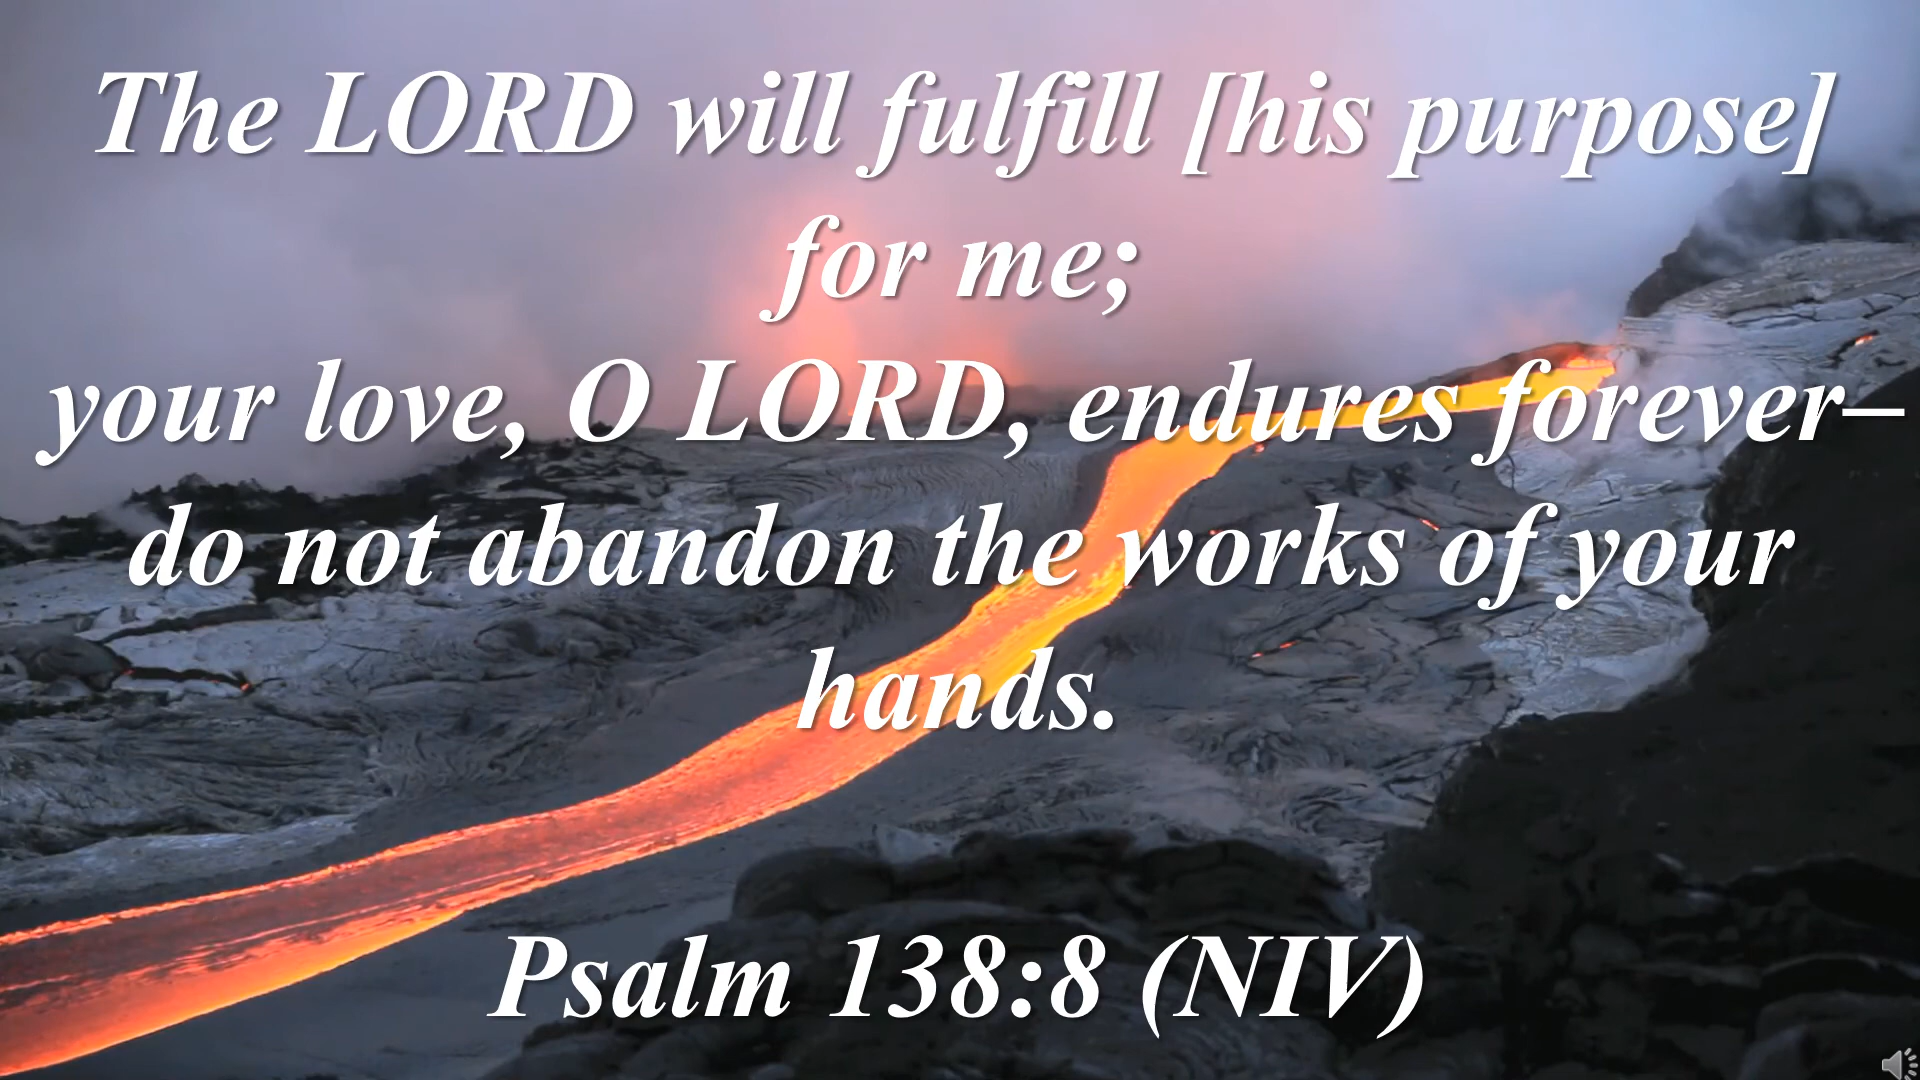 The LORD will fulfill [his purpose]
for me;
your love, O LORD, endures forever–
do not abandon the works of your
hands.
Psalm 138:8 (NIV)